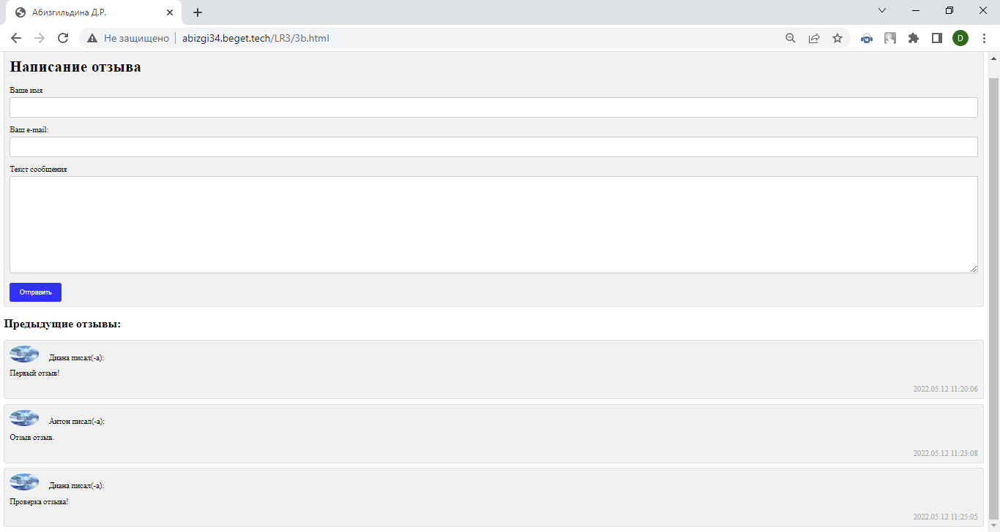 Абизгильдина Д.Р.
Не защищено
abizgi34.beget.tech/LR3/3b.html
D
Написание отзыва
Ваше имя
Ваш e-mail:
Текст сообщения
Отправить
Предыдущие отзывы:
Диана писал(-а):
Первый отзыв!
2022.05.12 11:20:06
Антон писал(-а):
Отзыв отзыв.
2022.05.12 11:23:08
Диана писал(-а):
Проверка отзыва!
2022.05.12 11:25:05